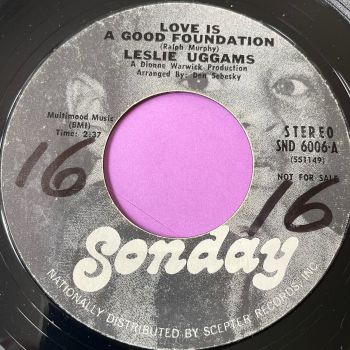 LOVE IS
A GOOD FOUNDATION
(Ralph Murphy)
LESLIE UGGAMS
A Dionne Warwick Production
Arranged By: Don Sebesky
Multimood Music
(BMI)
Time: 2:37
STEREO
SND 6006-A
(SS1149)
NOT FOR SALE
16
16
Sonday
NATIONALLY DISTRIBUTED BY SCEPTER RECORDS, INC.